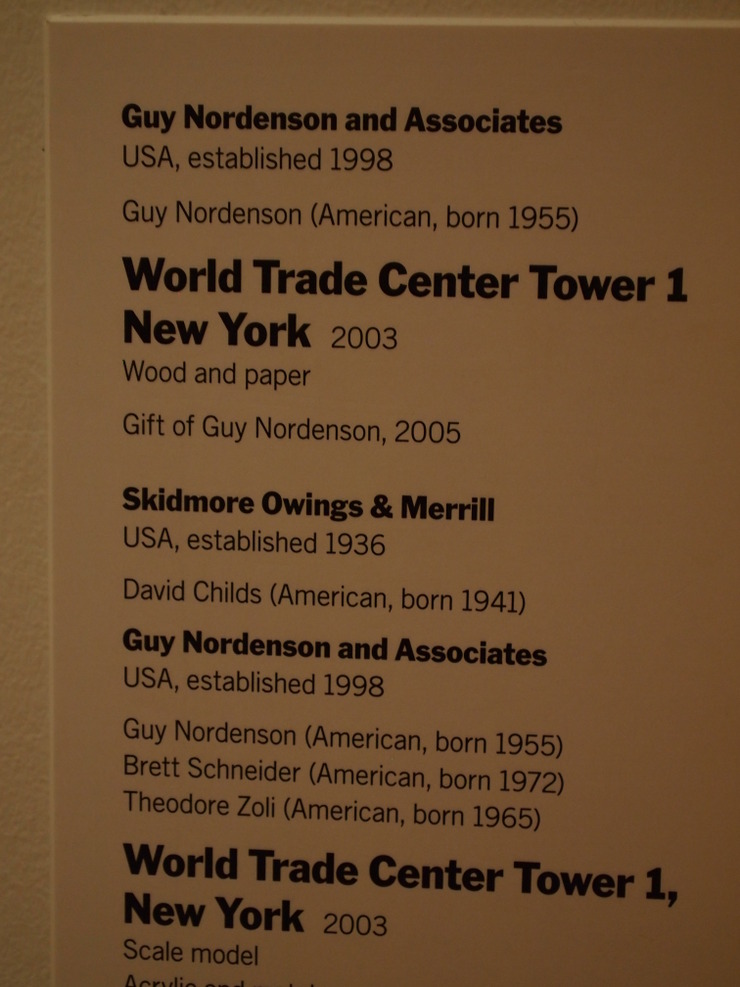 Guy Nordenson and Associates
USA, established 1998
Guy Nordenson (American, born 1955)
World Trade Center Tower 1
New York 2003
Wood and paper
Gift of Guy Nordenson, 2005
Skidmore Owings & Merrill
USA, established 1936
David Childs (American, born 1941)
Guy Nordenson and Associates
USA, established 1998
Guy Nordenson (American, born 1955)
Brett Schneider (American, born 1972)
Theodore Zoli (American, born 1965)
World Trade Center Tower 1,
New York 2003
Scale model
Acrylic and